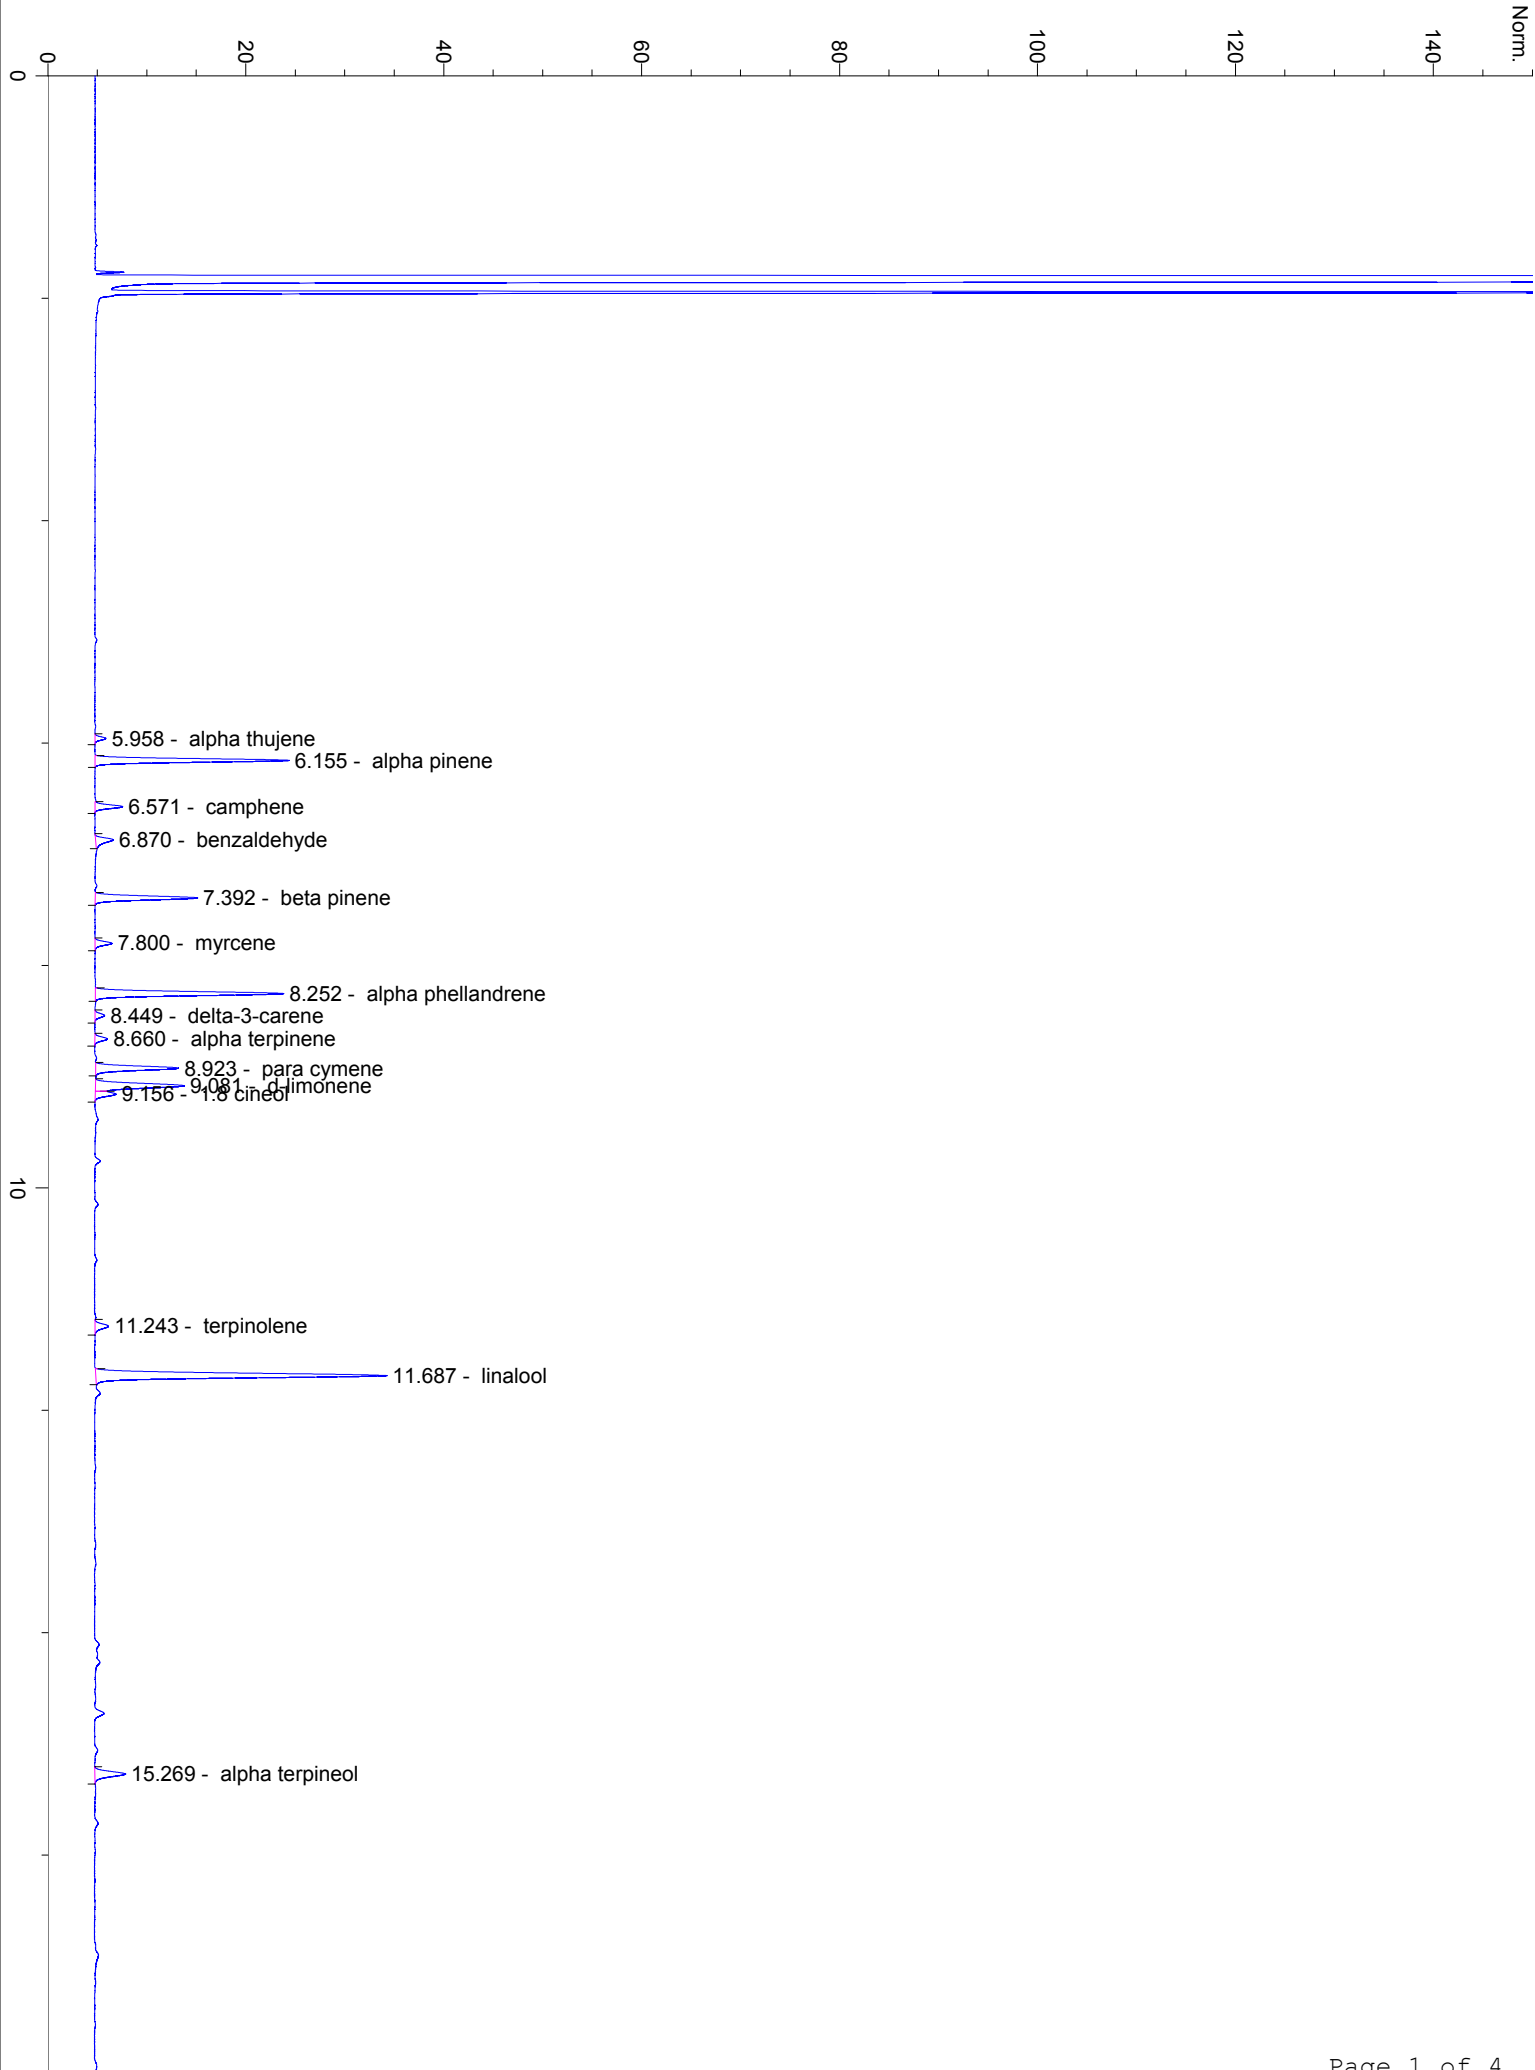 Norm.
0
20
40
60
80
100
120
140
0
5.958 - alpha thujene
6.155 - alpha pinene
6.571 - camphene
6.870 - benzaldehyde
7.392 - beta pinene
7.800 - myrcene
8.252 - alpha phellandrene
8.449 - delta-3-carene
8.660 - alpha terpinene
8.923 - para cymene
9.081 - d-limonene
9.156 - 1.8 cineol
10
11.243 - terpinolene
11.687 - linalool
15.269 - alpha terpineol
Page 1 of 4